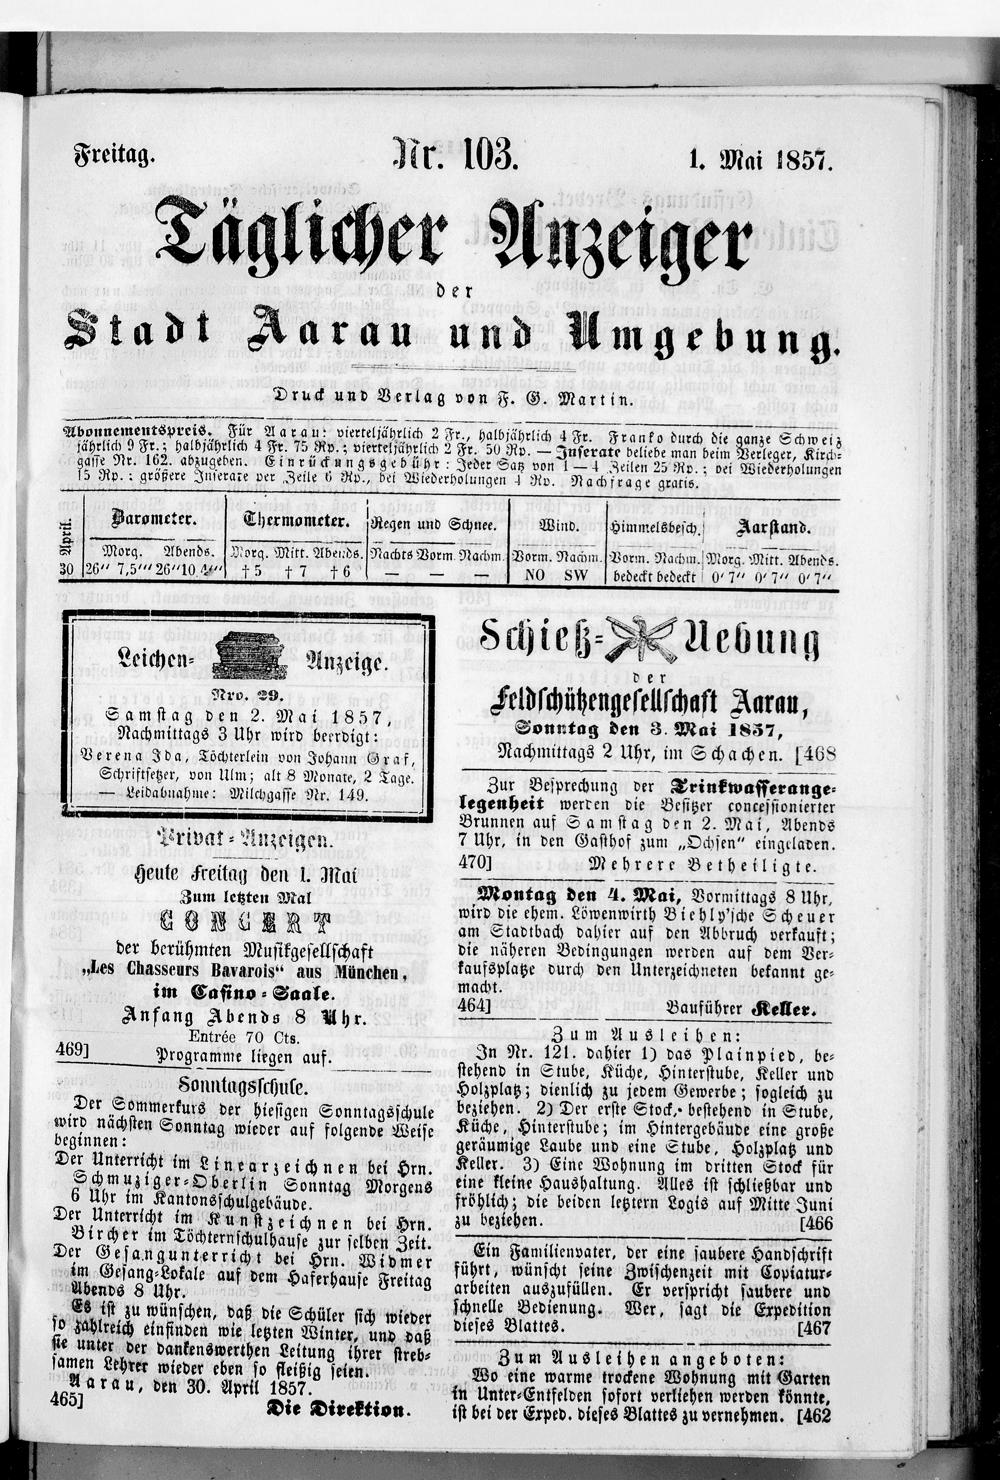 Freitag. Nr. 103. 1. Mai 1857.
Täglicher Anzeiger
der
Stadt Aarau und Umgebung.
Druck und Verlag von F. G. Martin.
Abonnementspreis. Für Aarau: vierteljährlich 2 Fr., halbjährlich 4 Fr. Franko durch die ganze Schweiz
jährlich 9 Fr.; halbjährlich 4 Fr. 75 Rp.; vierteljährlich 2 Fr. 50 Rp. — Inserate beliebe man beim Verleger, Kirch-
gasse Nr. 162. abzugeben. Einrückungsgebühr: Jeder Satz von 1—4 Zeilen 25 Rp.; bei Wiederholungen
15 Rp.; größere Inserate per Zeile 6 Rp., bei Wiederholungen 4 Rp. Nachfrage gratis.
April Barometer. Thermometer. Regen und Schnee. Wind. Himmelsbesch. Aarstand.
Morg. Abends. Morg. Mitt. Abends. Nachts Vorm. Nachm. Vorm. Nachm. Vorm. Nachm. Morg. Mitt. Abends.
30 26" 7,5"' 26" 10,4"' †5 †7 †6 — — — NO SW bedeckt bedeckt 0' 7" 0' 7" 0' 7"
Leichen- Anzeige.
Nro. 29.
Samstag den 2. Mai 1857,
Nachmittags 3 Uhr wird beerdigt:
Verena Ida, Töchterlein von Johann Graf,
Schriftsetzer, von Ulm; alt 8 Monate, 2 Tage.
— Leidabnahme: Milchgasse Nr. 149.
Privat-Anzeigen.
Heute Freitag den 1. Mai
Zum letzten Mal
CONCERT
der berühmten Musikgesellschaft
„Les Chasseurs Bavarois“ aus München,
im Casino-Saale.
Anfang Abends 8 Uhr.
Entrée 70 Cts.
469] Programme liegen auf.
Sonntagsschule.
Der Sommerkurs der hiesigen Sonntagsschule
wird nächsten Sonntag wieder auf folgende Weise
beginnen:
Der Unterricht im Linearzeichnen bei Hrn.
Schmuziger-Oberlin Sonntag Morgens
6 Uhr im Kantonsschulgebäude.
Der Unterricht im Kunstzeichnen bei Hrn.
Bircher im Töchternschulhause zur selben Zeit.
Der Gesangunterricht bei Hrn. Widmer
im Gesang-Lokale auf dem Haferhause Freitag
Abends 8 Uhr.
Es ist zu wünschen, daß die Schüler sich wieder
so zahlreich einfinden wie letzten Winter, und daß
sie unter der dankenswerthen Leitung ihrer streb-
samen Lehrer wieder eben so fleißig seien.
Aarau, den 30. April 1857.
465] Die Direktion.
Schieß- Uebung
der
Feldschützengesellschaft Aarau,
Sonntag den 3. Mai 1857,
Nachmittags 2 Uhr, im Schachen. [468
Zur Besprechung der Trinkwasserange-
legenheit werden die Besitzer concessionierter
Brunnen auf Samstag den 2. Mai, Abends
7 Uhr, in den Gasthof zum „Ochsen“ eingeladen.
470] Mehrere Betheiligte.
Montag den 4. Mai, Vormittags 8 Uhr,
wird die ehem. Löwenwirth Biehly'sche Scheuer
am Stadtbach dahier auf den Abbruch verkauft;
die näheren Bedingungen werden auf dem Ver-
kaufsplatze durch den Unterzeichneten bekannt ge-
macht.
464] Bauführer Keller.
Zum Ausleihen:
In Nr. 121. dahier 1) das Plainpied, be-
stehend in Stube, Küche, Hinterstube, Keller und
Holzplatz; dienlich zu jedem Gewerbe; sogleich zu
beziehen. 2) Der erste Stock, bestehend in Stube,
Küche, Hinterstube; im Hintergebäude eine große
geräumige Laube und eine Stube, Holzplatz und
Keller. 3) Eine Wohnung im dritten Stock für
eine kleine Haushaltung. Alles ist schließbar und
fröhlich; die beiden letztern Logis auf Mitte Juni
zu beziehen. [466
Ein Familienvater, der eine saubere Handschrift
führt, wünscht seine Zwischenzeit mit Copiatur-
arbeiten auszufüllen. Er verspricht saubere und
schnelle Bedienung. Wer, sagt die Expedition
dieses Blattes. [467
Zum Ausleihen angeboten:
Wo eine warme trockene Wohnung mit Garten
in Unter-Entfelden sofort verliehen werden könnte,
ist bei der Exped. dieses Blattes zu vernehmen. [462